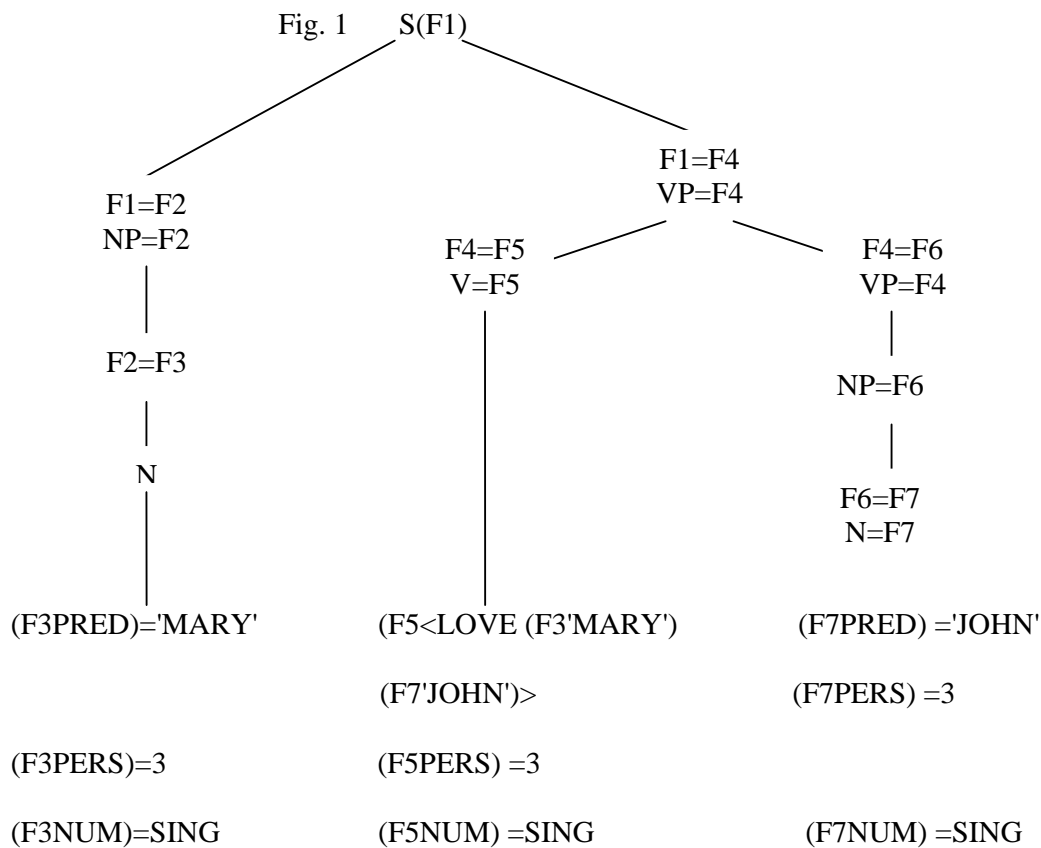 Fig. 1 S(F1)
F1=F4
VP=F4
F1=F2
NP=F2
F4=F5
V=F5
F4=F6
VP=F4
F2=F3
NP=F6
N
F6=F7
N=F7
(F3PRED)='MARY' (F5<LOVE (F3'MARY') (F7PRED) ='JOHN'
(F7'JOHN')> (F7PERS) =3
(F3PERS)=3 (F5PERS) =3
(F3NUM)=SING (F5NUM) =SING (F7NUM) =SING